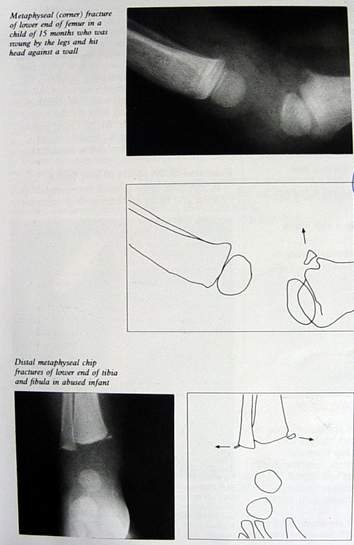 Metaphyseal (corner) fracture
of lower end of femur in a
child of 15 months who was
swung by the legs and hit
head against a wall
Distal metaphyseal chip
fractures of lower end of tibia
and fibula in abused infant